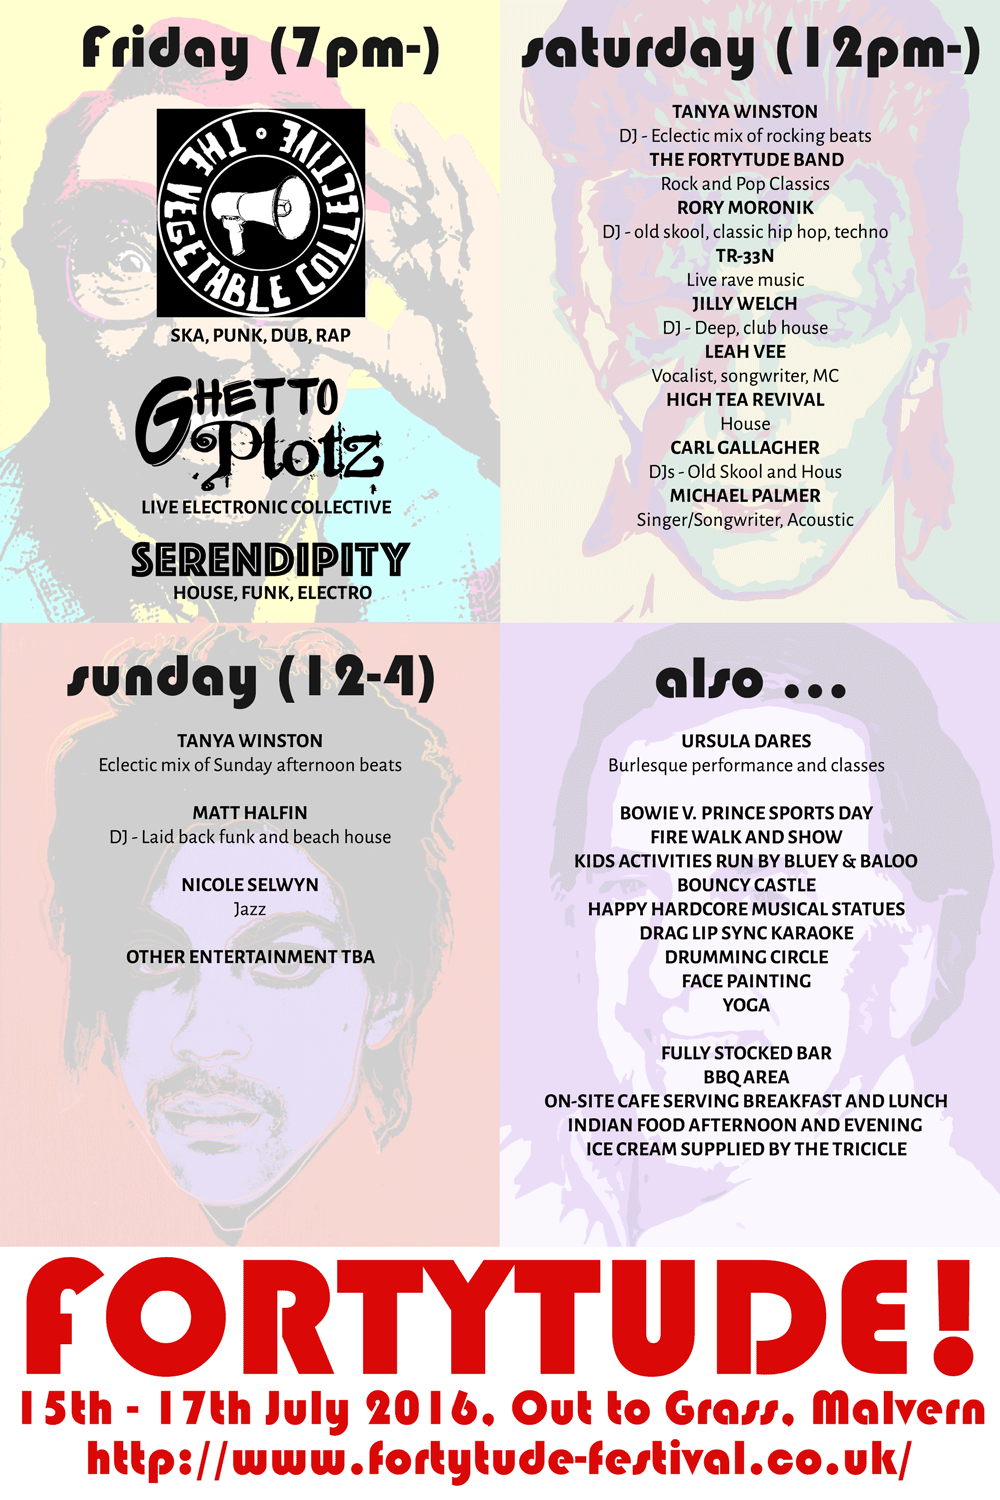 Friday (7pm-)
THE VEGETABLE COLLECTIVE
SKA, PUNK, DUB, RAP
GHETTO
Plotz
LIVE ELECTRONIC COLLECTIVE
SERENDIPITY
HOUSE, FUNK, ELECTRO
saturday (12pm-)
TANYA WINSTON
DJ - Eclectic mix of rocking beats
THE FORTYTUDE BAND
Rock and Pop Classics
RORY MORONIK
DJ - old skool, classic hip hop, techno
TR-33N
Live rave music
JILLY WELCH
DJ - Deep, club house
LEAH VEE
Vocalist, songwriter, MC
HIGH TEA REVIVAL
House
CARL GALLAGHER
DJs - Old Skool and Hous
MICHAEL PALMER
Singer/Songwriter, Acoustic
sunday (12-4)
TANYA WINSTON
Eclectic mix of Sunday afternoon beats
MATT HALFIN
DJ - Laid back funk and beach house
NICOLE SELWYN
Jazz
OTHER ENTERTAINMENT TBA
also ...
URSULA DARES
Burlesque performance and classes
BOWIE V. PRINCE SPORTS DAY
FIRE WALK AND SHOW
KIDS ACTIVITIES RUN BY BLUEY & BALOO
BOUNCY CASTLE
HAPPY HARDCORE MUSICAL STATUES
DRAG LIP SYNC KARAOKE
DRUMMING CIRCLE
FACE PAINTING
YOGA
FULLY STOCKED BAR
BBQ AREA
ON-SITE CAFE SERVING BREAKFAST AND LUNCH
INDIAN FOOD AFTERNOON AND EVENING
ICE CREAM SUPPLIED BY THE TRICICLE
FORTYTUDE!
15th - 17th July 2016, Out to Grass, Malvern
http://www.fortytude-festival.co.uk/